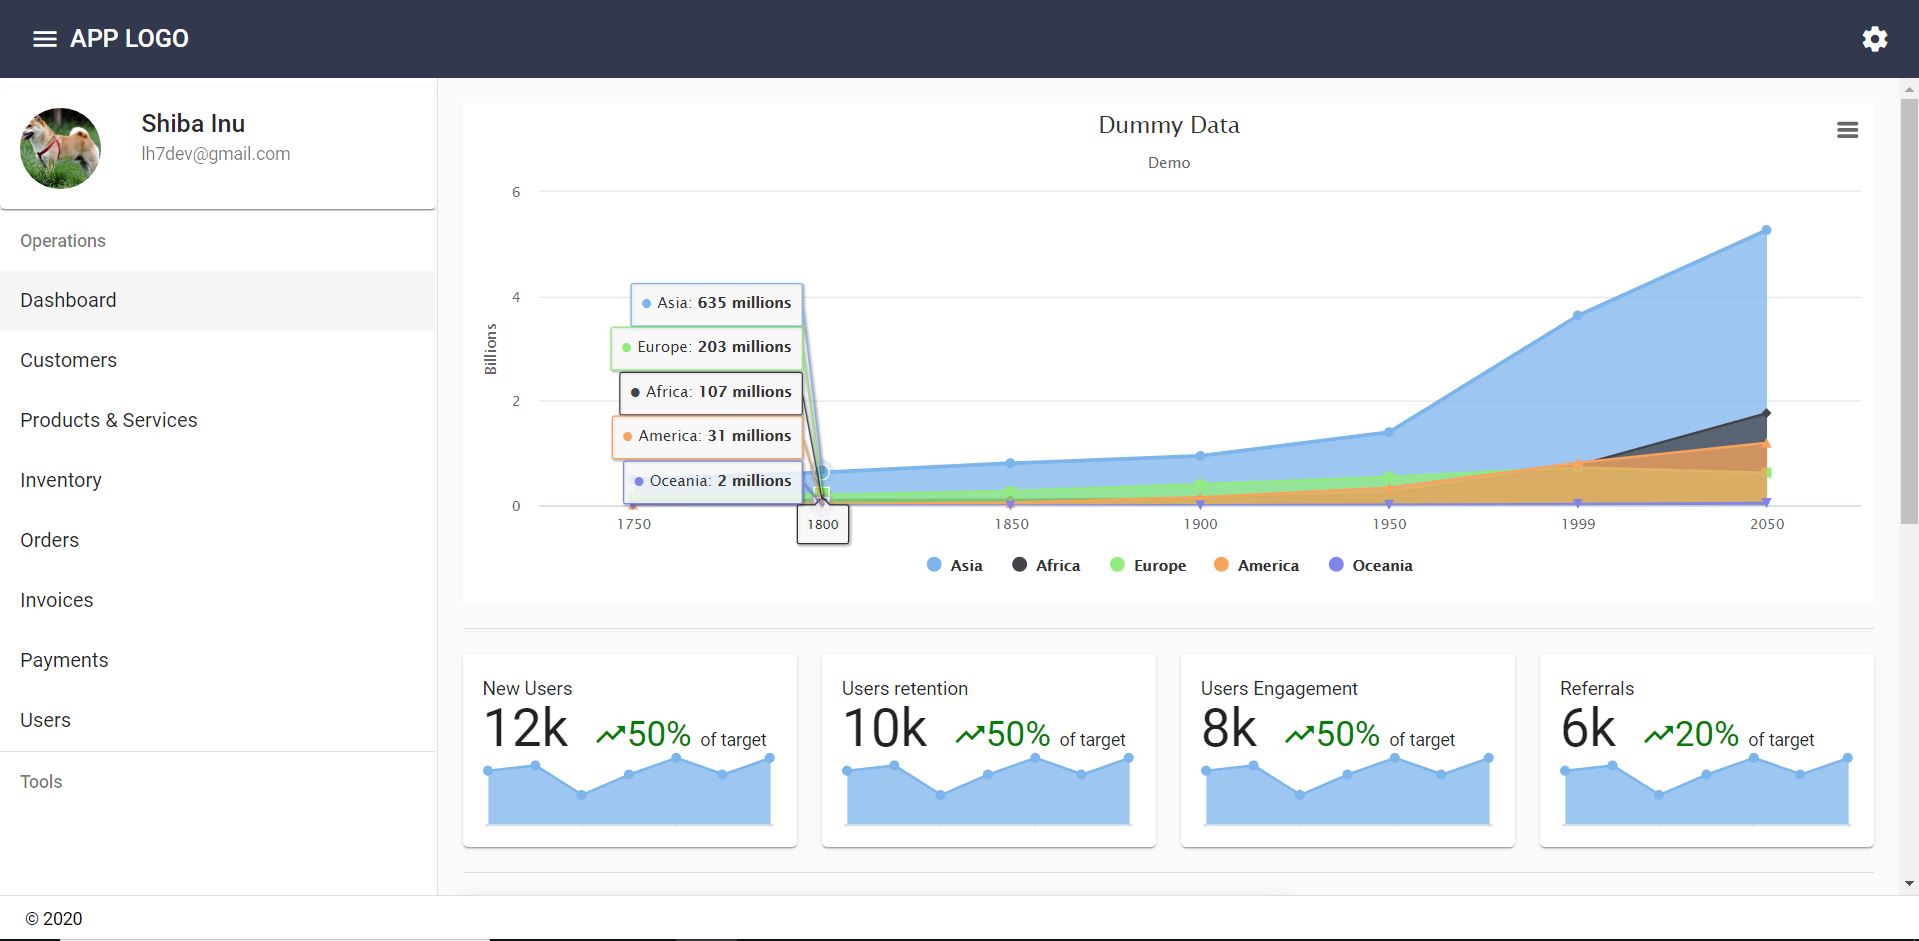 APP LOGO
Shiba Inu
lh7dev@gmail.com
Operations
Dashboard
Customers
Products & Services
Inventory
Orders
Invoices
Payments
Users
Tools
Dummy Data
Demo
Billions
6
4
2
0
Asia: 635 millions
Europe: 203 millions
Africa: 107 millions
America: 31 millions
Oceania: 2 millions
1750 1800 1850 1900 1950 1999 2050
Asia Africa Europe America Oceania
New Users
12k 50% of target
Users retention
10k 50% of target
Users Engagement
8k 50% of target
Referrals
6k 20% of target
© 2020